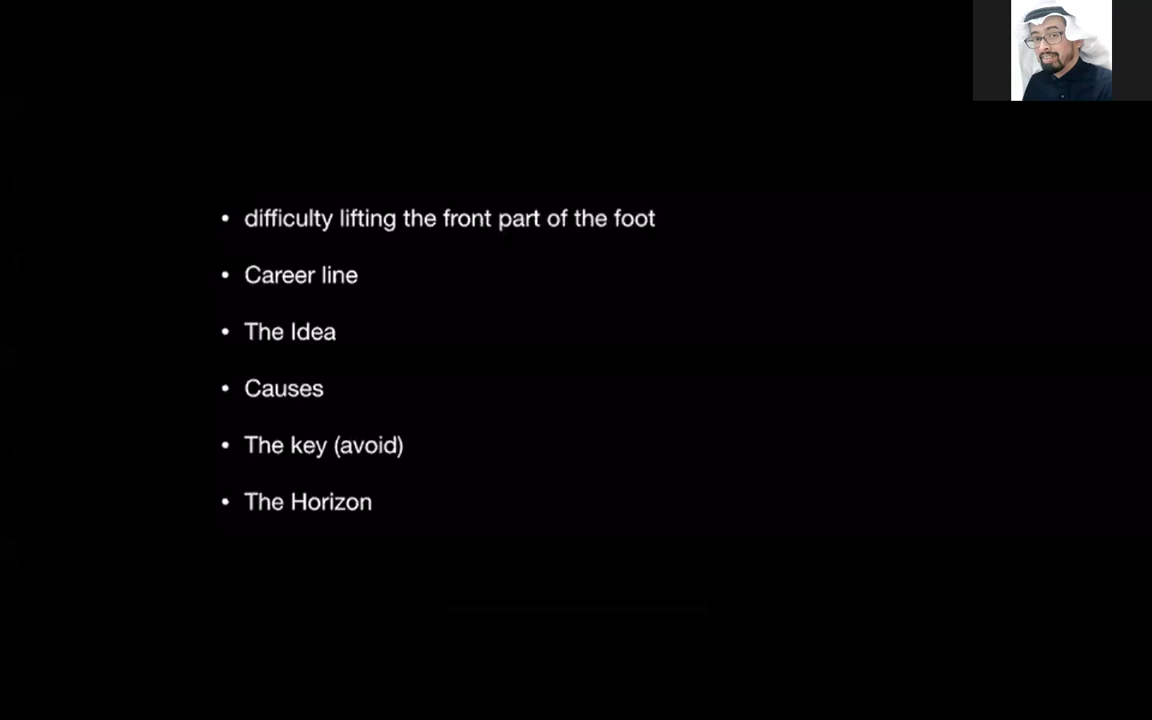 • difficulty lifting the front part of the foot
• Career line
• The Idea
• Causes
• The key (avoid)
• The Horizon